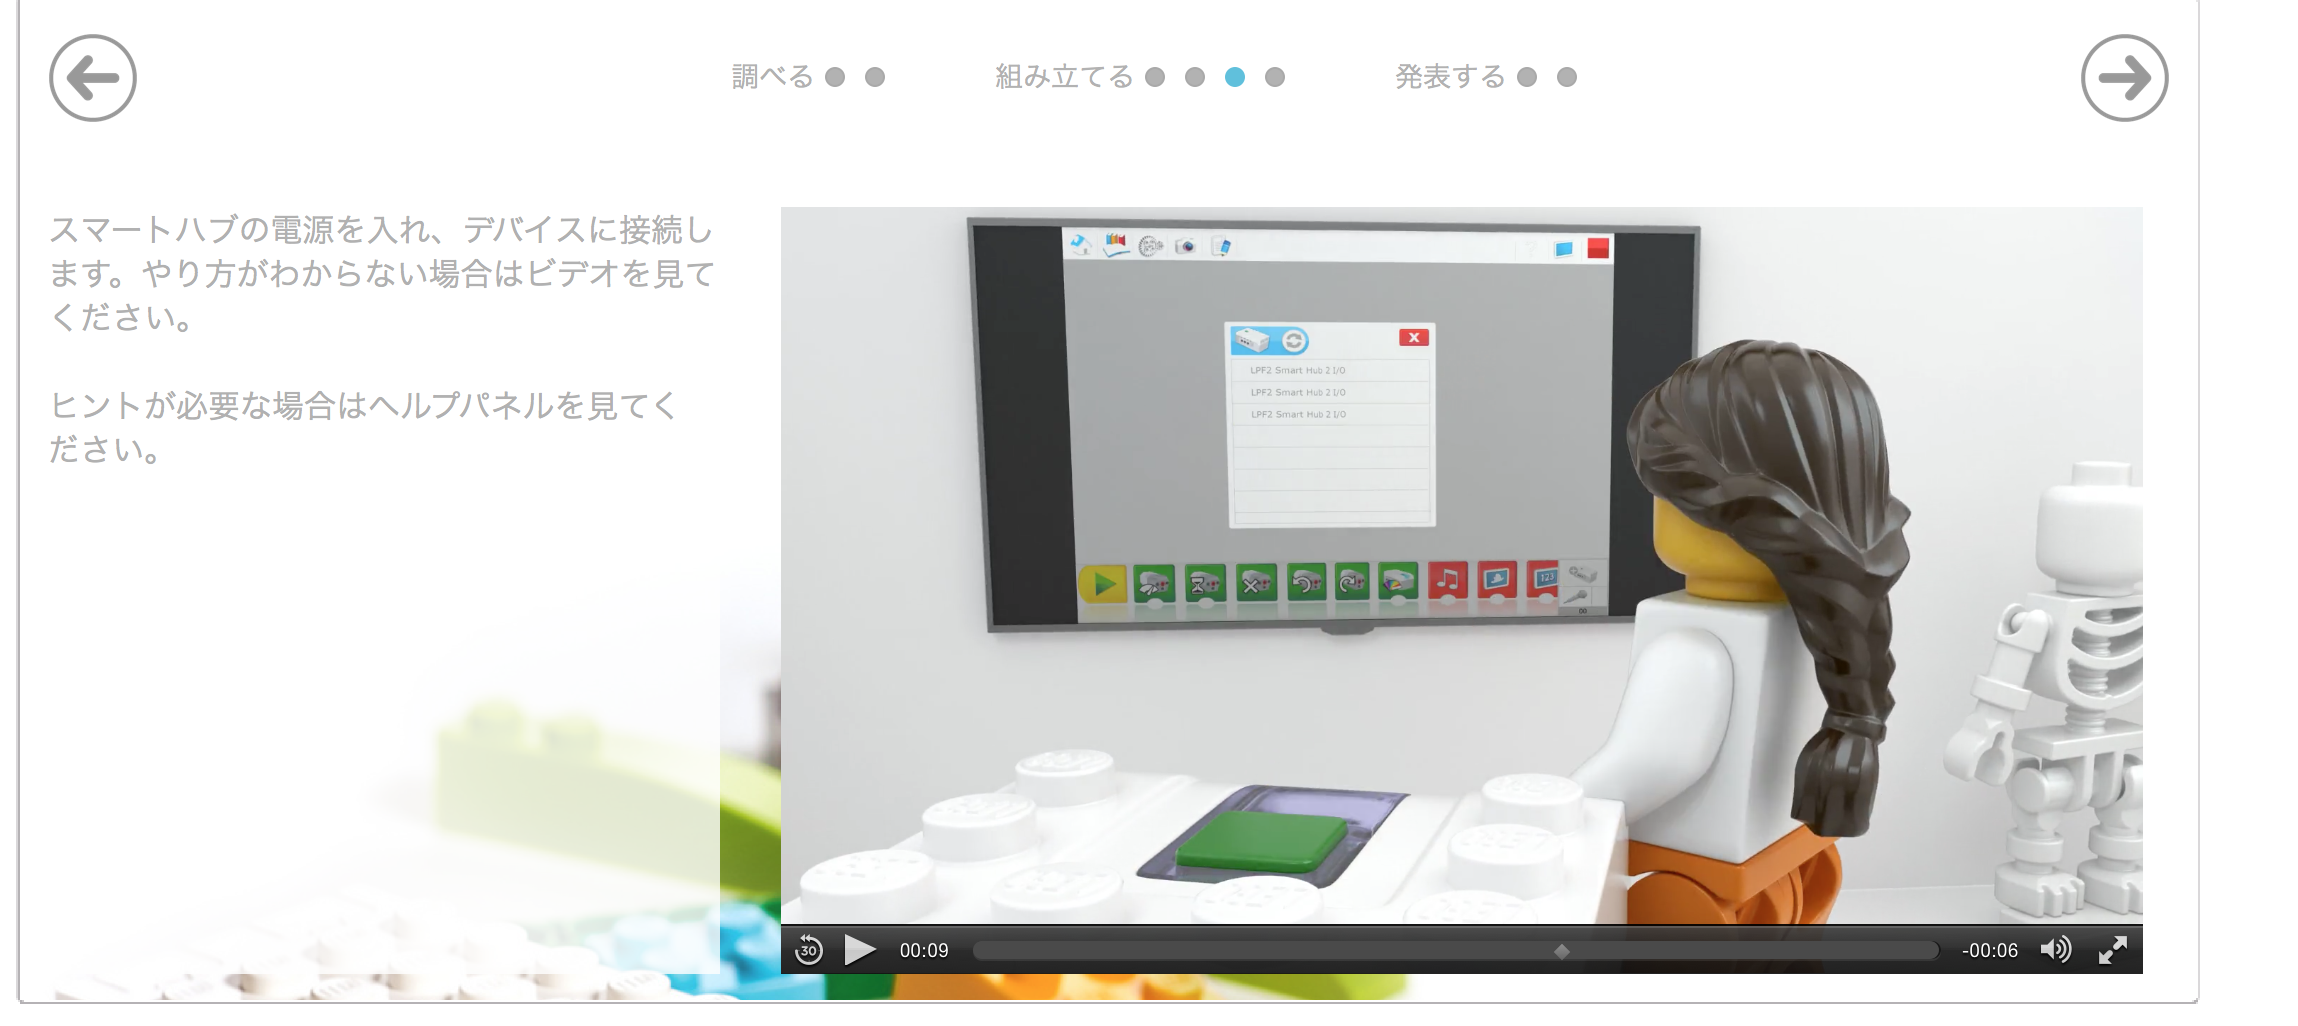 調べる
組み立てる
発表する
スマートハブの電源を入れ、デバイスに接続し
ます。やり方がわからない場合はビデオを見て
ください。
ヒントが必要な場合はヘルプパネルを見てく
ださい。
LPF2 Smart Hub 2 I/O
LPF2 Smart Hub 2 I/O
LPF2 Smart Hub 2 I/O
123
00
30
00:09
-00:06